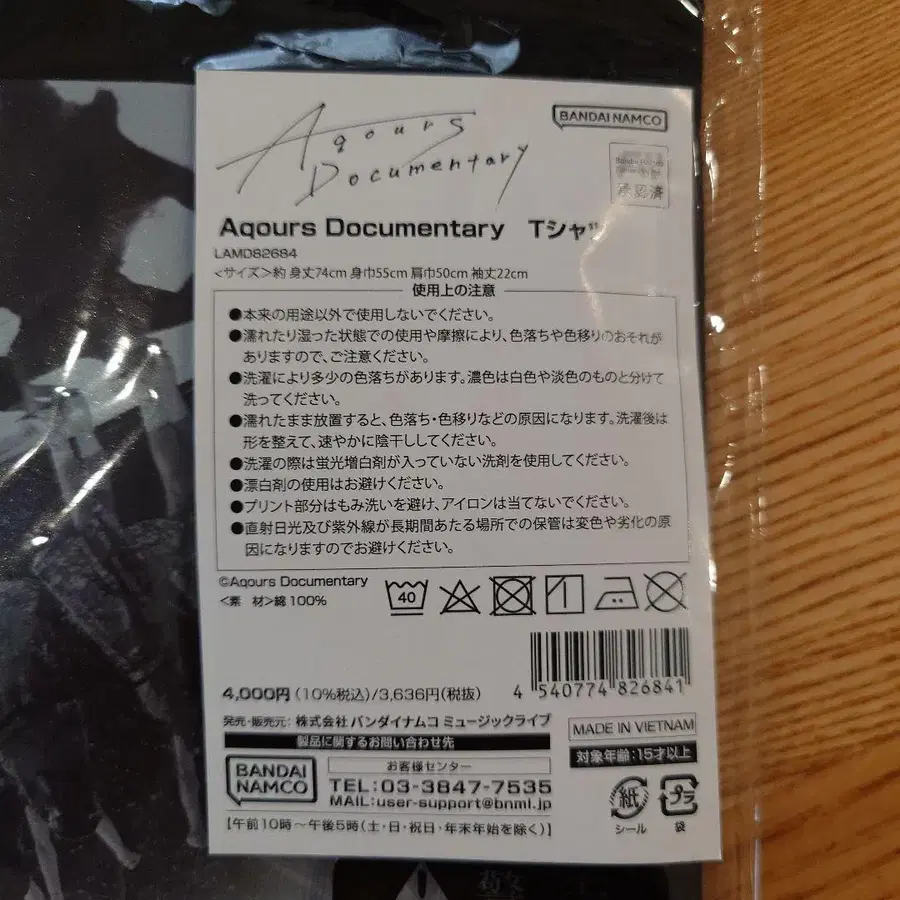 Aqours
Documentary
BANDAI NAMCO
承認済
Aqours Documentary Tシャツ
LAMD82684
<サイズ>約 身丈74cm 身巾55cm 肩巾50cm 袖丈22cm
使用上の注意
●本来の用途以外で使用しないでください。
●濡れたり湿った状態での使用や摩擦により、色落ちや色移りのおそれが
ありますので、ご注意ください。
●洗濯により多少の色落ちがあります。濃色は白色や淡色のものと分けて
洗ってください。
●濡れたまま放置すると、色落ち・色移りなどの原因になります。洗濯後は
形を整えて、速やかに陰干ししてください。
●洗濯の際は蛍光増白剤が入っていない洗剤を使用してください。
●漂白剤の使用はお避けください。
●プリント部分はもみ洗いを避け、アイロンは当てないでください。
●直射日光及び紫外線が長期間あたる場所での保管は変色や劣化の原
因になりますのでお避けください。
©Aqours Documentary
<素 材>綿100%
40
4,000円(10%税込)/3,636円(税抜)
4 540774 826841
発売・販売元：株式会社 バンダイナムコ ミュージックライブ
製品に関するお問い合わせ先
MADE IN VIETNAM
対象年齢：15才以上
BANDAI
NAMCO
お客様センター
TEL:03-3847-7535
MAIL:user-support@bnml.jp
【午前10時〜午後5時(土・日・祝日・年末年始を除く)】
紙
シール
プラ
袋